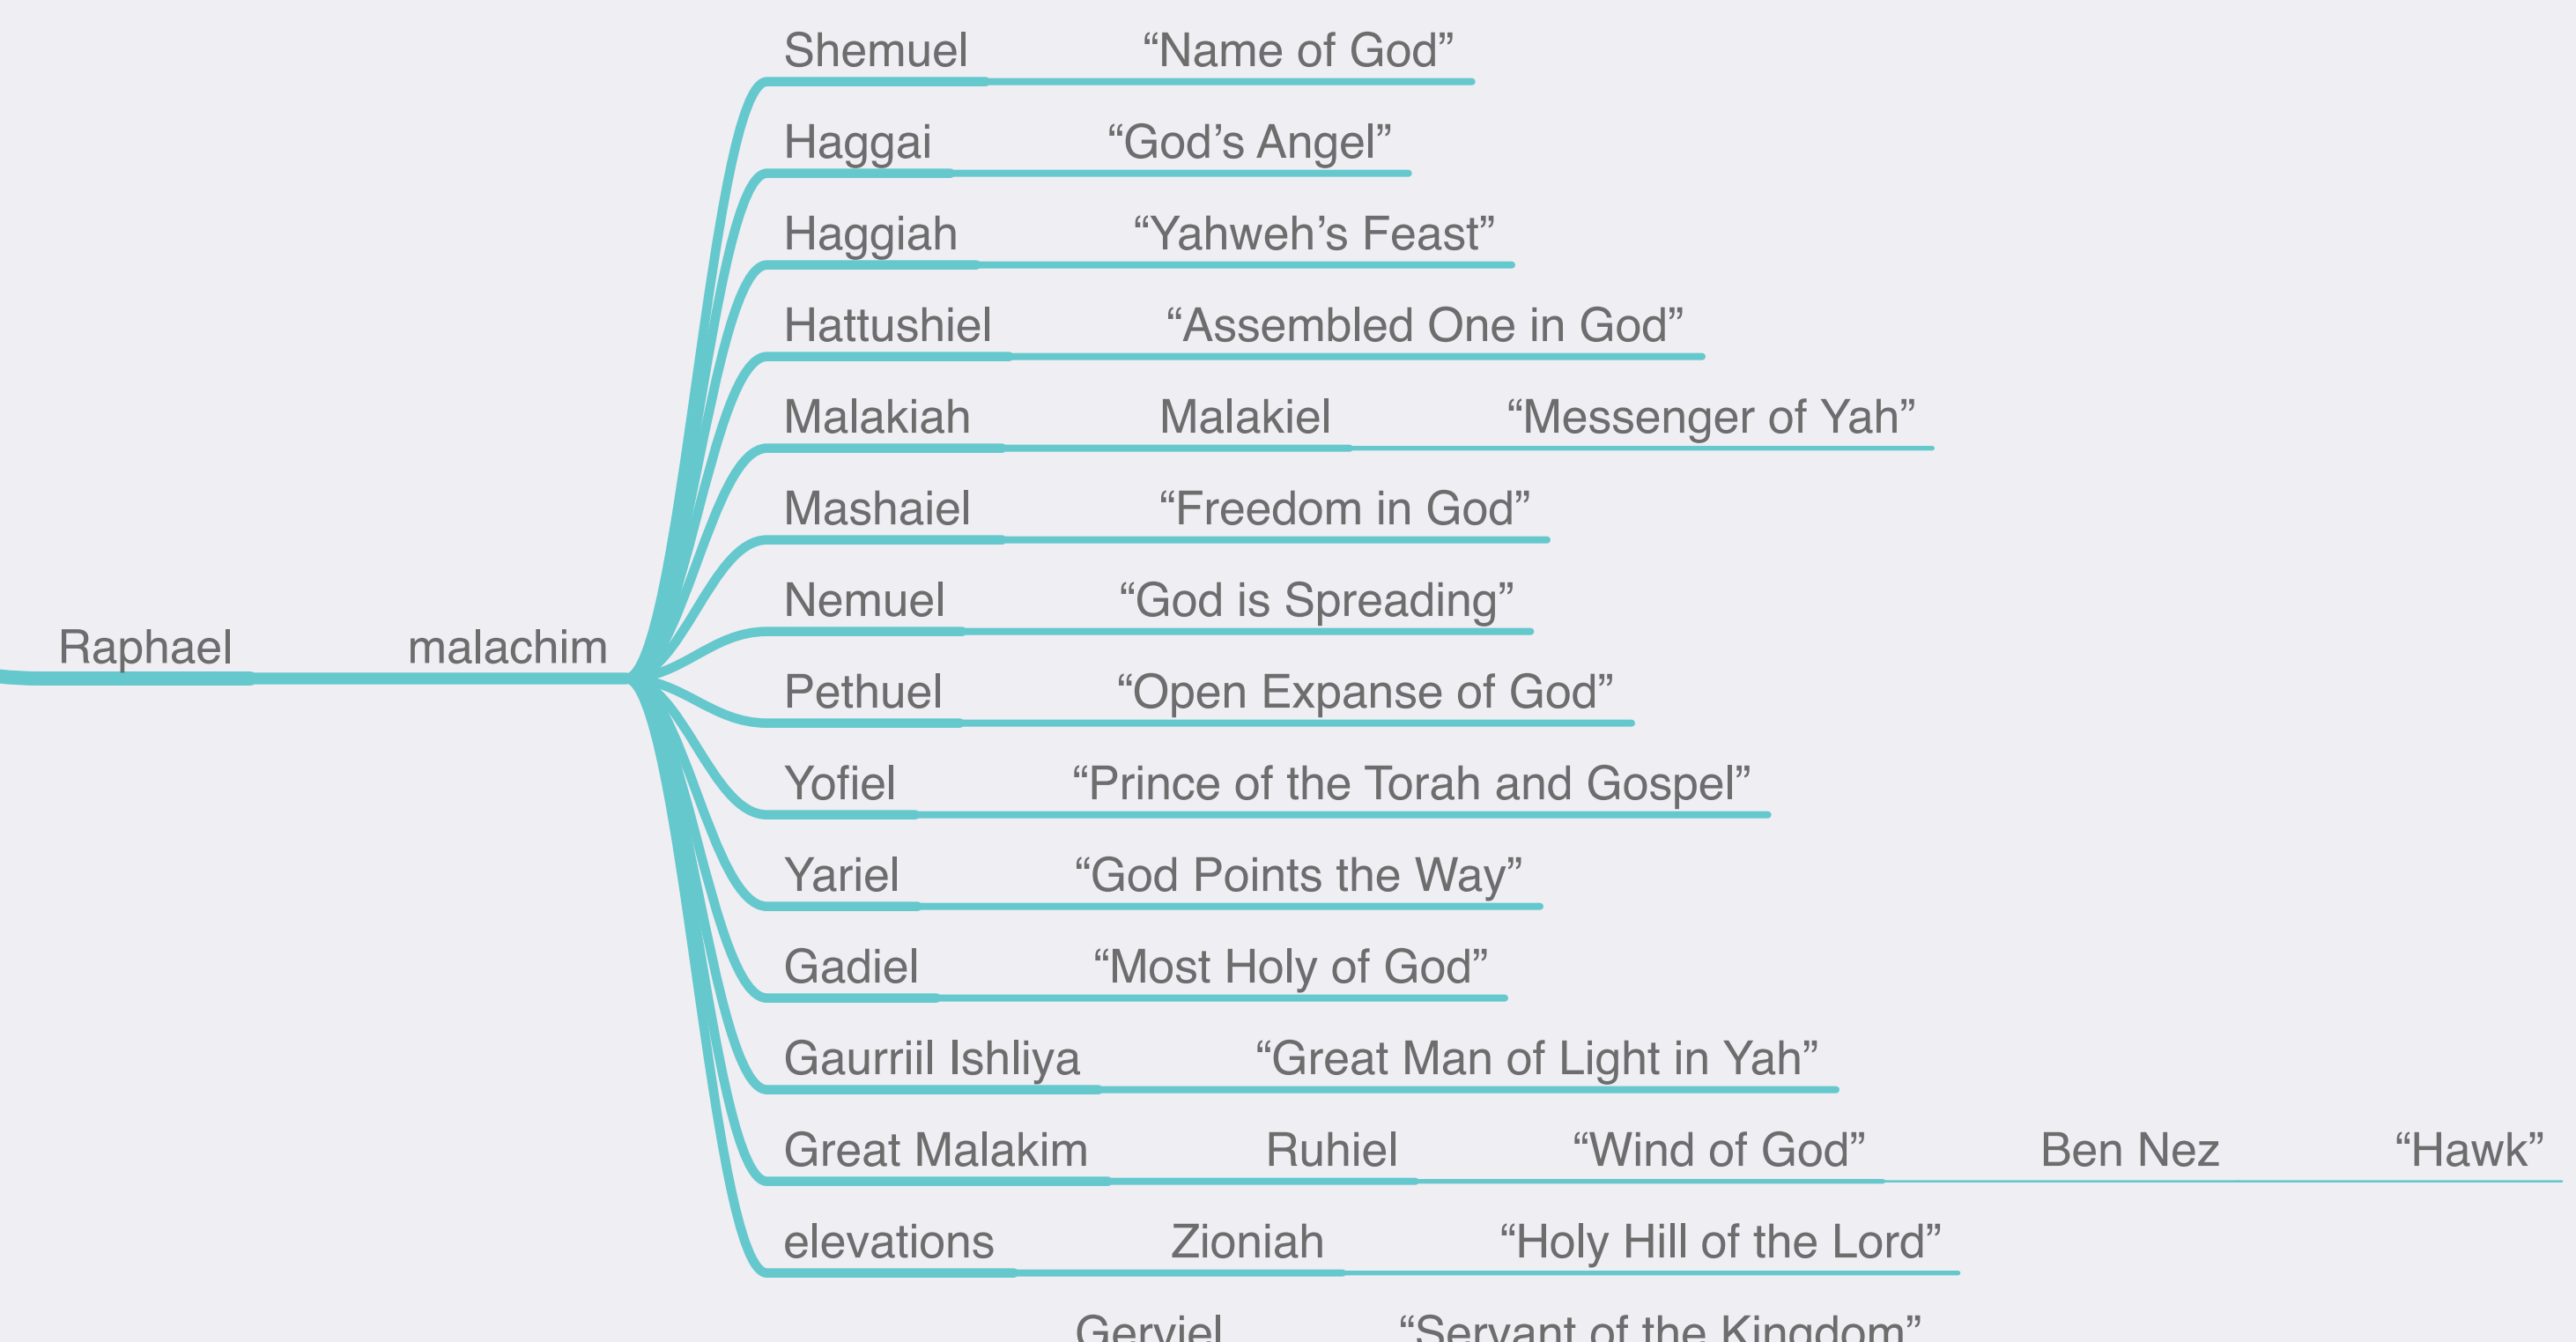 Shemuel “Name of God”
Haggai “God’s Angel”
Haggiah “Yahweh’s Feast”
Hattushiel “Assembled One in God”
Malakiah Malakiel “Messenger of Yah”
Mashaiel “Freedom in God”
Nemuel “God is Spreading”
Raphael malachim
Pethuel “Open Expanse of God”
Yofiel “Prince of the Torah and Gospel”
Yariel “God Points the Way”
Gadiel “Most Holy of God”
Gaurriil Ishliya “Great Man of Light in Yah”
Great Malakim Ruhiel “Wind of God” Ben Nez “Hawk”
elevations Zioniah “Holy Hill of the Lord”
Gerviel “Servant of the Kingdom”